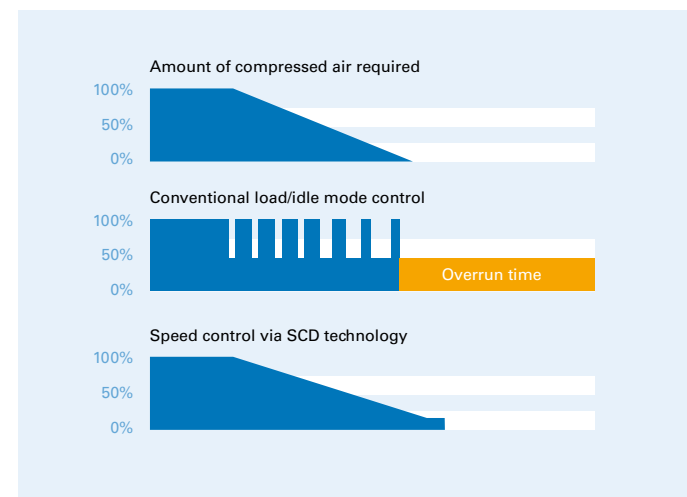 Amount of compressed air required
100%
50%
0%
Conventional load/idle mode control
100%
50%
0%
Overrun time
Speed control via SCD technology
100%
50%
0%